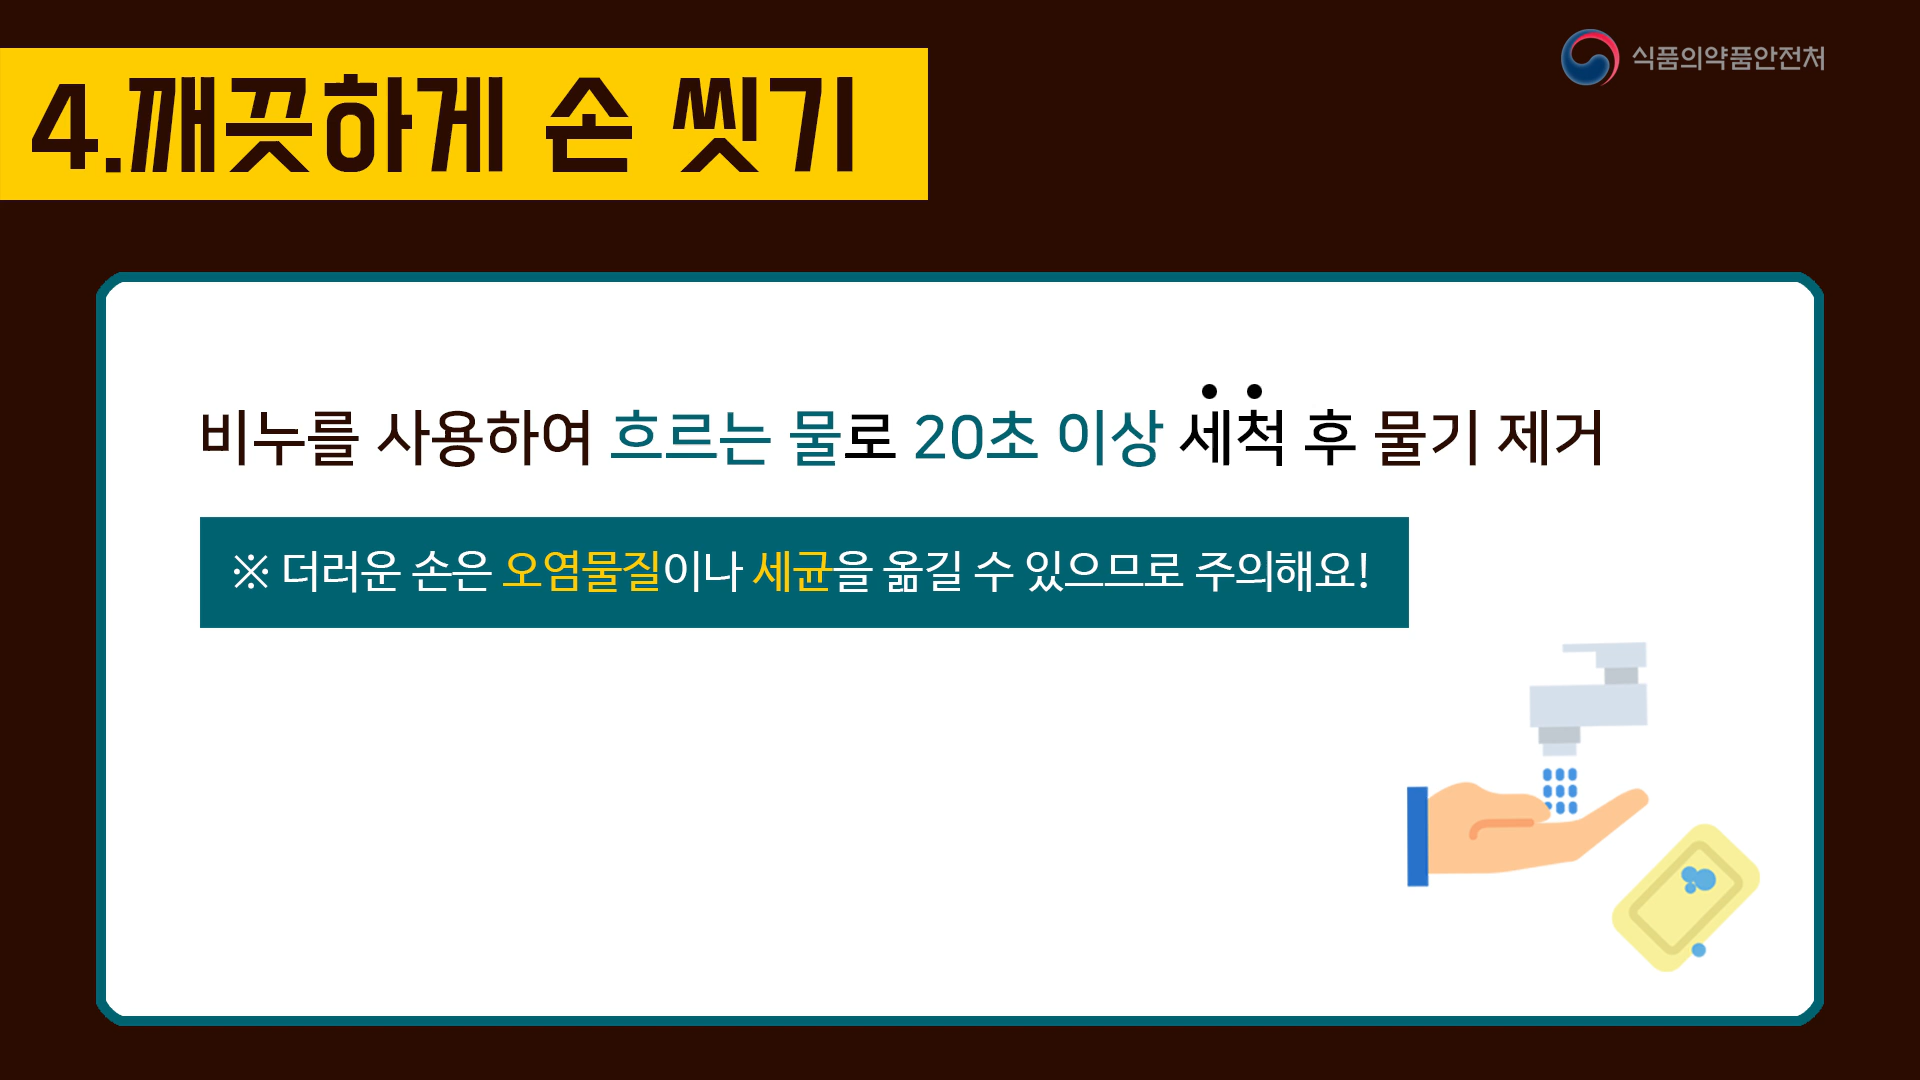 식품의약품안전처
4.깨끗하게 손 씻기
비누를 사용하여 흐르는 물로 20초 이상 세척 후 물기 제거
※ 더러운 손은 오염물질이나 세균을 옮길 수 있으므로 주의해요!